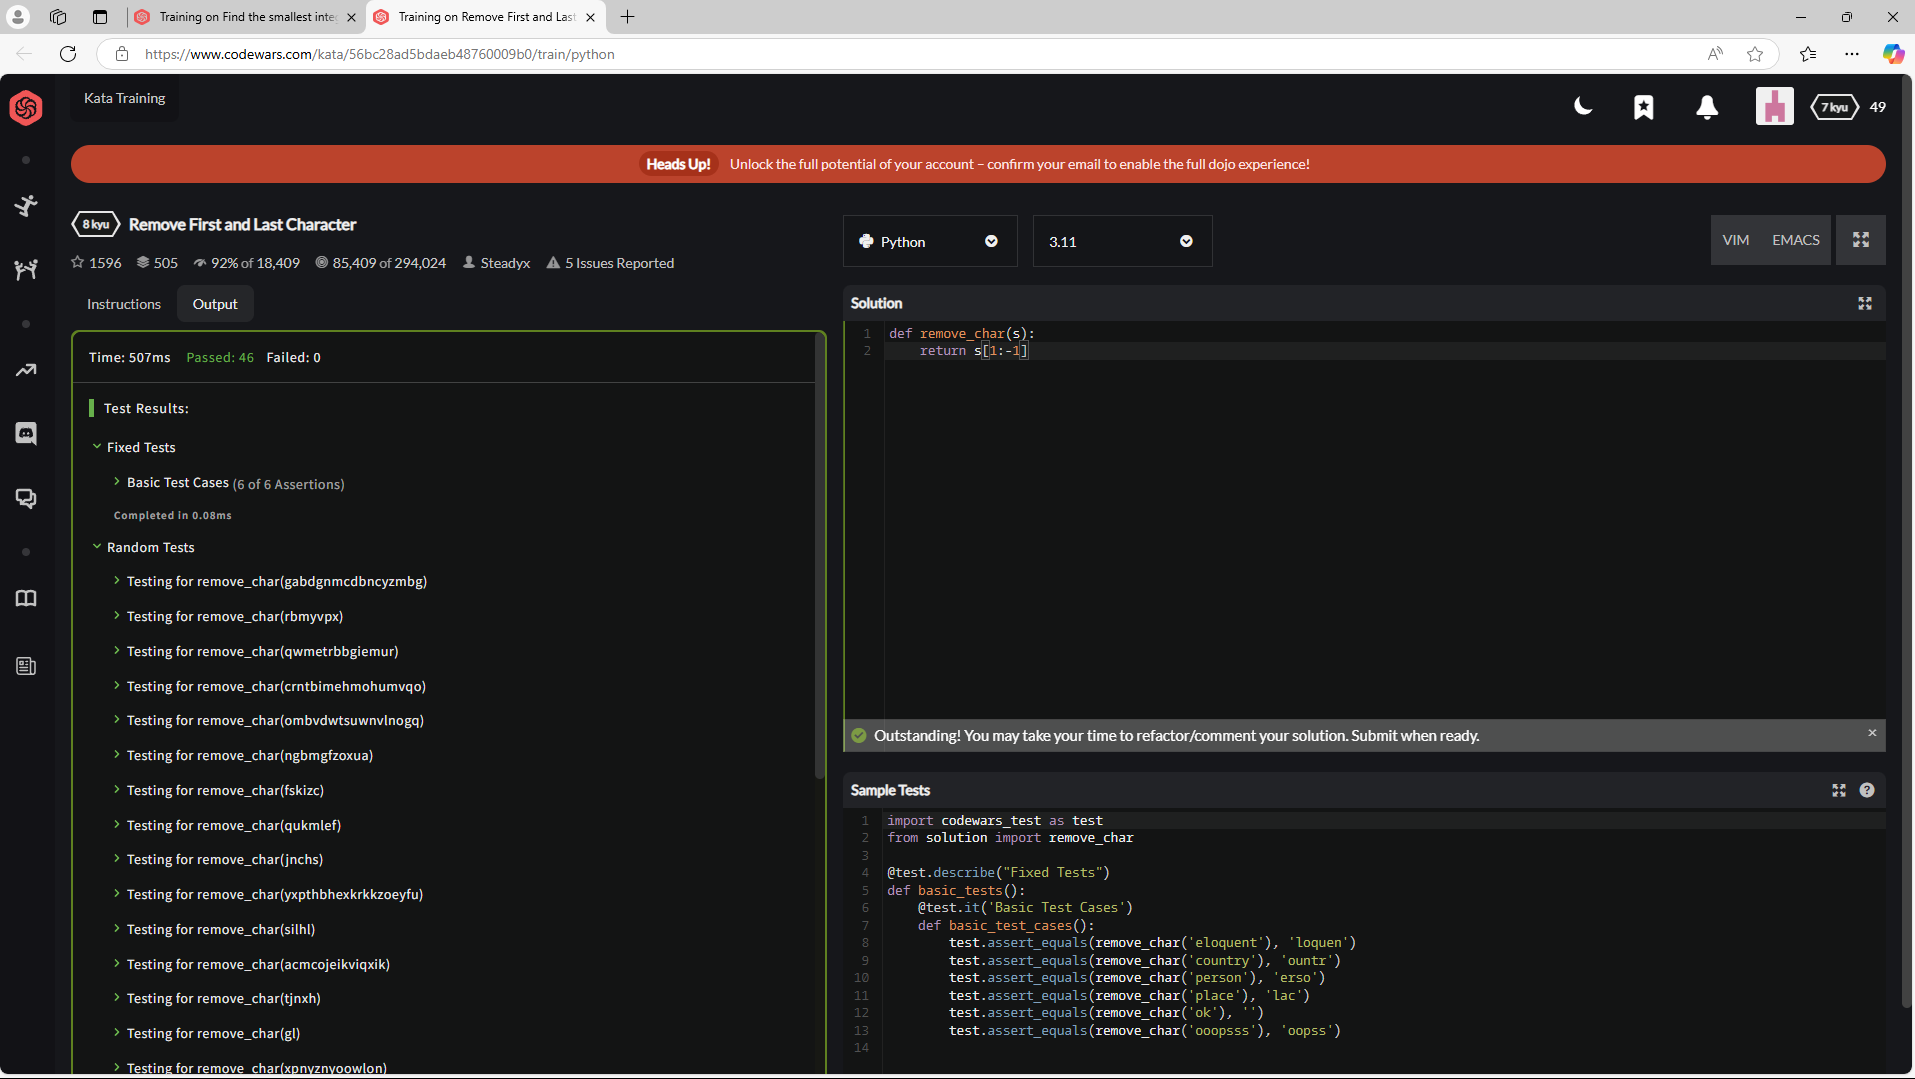 Training on Find the smallest inte
Training on Remove First and Last
https://www.codewars.com/kata/56bc28ad5bdaeb48760009b0/train/python
Kata Training
7 kyu
49
Heads Up! Unlock the full potential of your account – confirm your email to enable the full dojo experience!
8 kyu Remove First and Last Character
1596 505 92% of 18,409 85,409 of 294,024 Steadyx 5 Issues Reported
Instructions
Output
Time: 507ms Passed: 46 Failed: 0
Test Results:
Fixed Tests
Basic Test Cases (6 of 6 Assertions)
Completed in 0.08ms
Random Tests
Testing for remove_char(gabdgnmcdbncyzmbg)
Testing for remove_char(rbmyvpx)
Testing for remove_char(qwmetrbbgiemur)
Testing for remove_char(crntbimehmohumvqo)
Testing for remove_char(ombvdwtsuwnvlnogq)
Testing for remove_char(ngbmgfzoxua)
Testing for remove_char(fskizc)
Testing for remove_char(qukmlef)
Testing for remove_char(jnchs)
Testing for remove_char(yxpthbhexkrkkzoeyfu)
Testing for remove_char(silhl)
Testing for remove_char(acmcojeikviqxik)
Testing for remove_char(tjnxh)
Testing for remove_char(gl)
Testing for remove_char(xpnyznyoowlon)
Python
3.11
VIM EMACS
Solution
1 def remove_char(s):
2 return s[1:-1]
Outstanding! You may take your time to refactor/comment your solution. Submit when ready.
Sample Tests
1 import codewars_test as test
2 from solution import remove_char
3
4 @test.describe("Fixed Tests")
5 def basic_tests():
6 @test.it('Basic Test Cases')
7 def basic_test_cases():
8 test.assert_equals(remove_char('eloquent'), 'loquen')
9 test.assert_equals(remove_char('country'), 'ountr')
10 test.assert_equals(remove_char('person'), 'erso')
11 test.assert_equals(remove_char('place'), 'lac')
12 test.assert_equals(remove_char('ok'), '')
13 test.assert_equals(remove_char('ooopsss'), 'oopss')
14